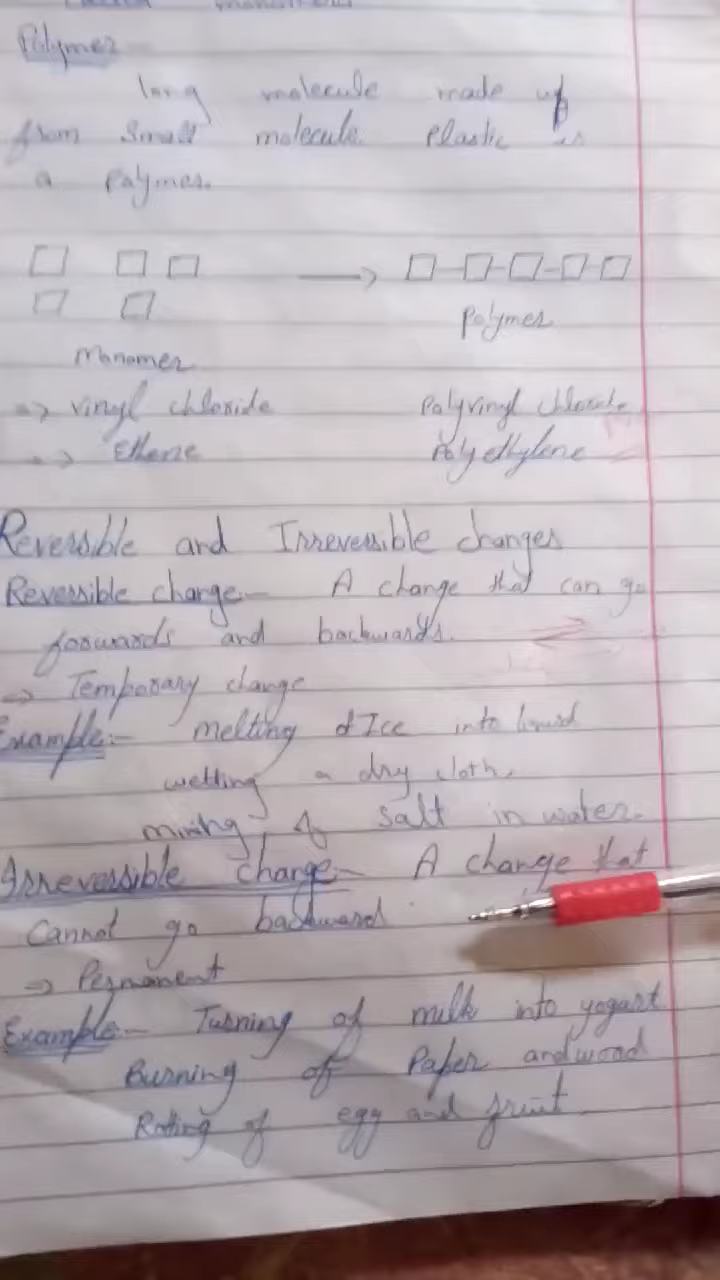 Polymer
long molecule made up
from small molecule. Plastic is
a polymer.
Polymer
Monomer
=> vinyl chloride Polyvinyl chloride
=> Ethene Polyethylene
Reversible and Irreversible changes
Reversible change:- A change that can go
forwards and backwards.
=> Temporary change
Example:- melting of Ice into liquid
wetting a dry cloth.
mixing of salt in water.
Irreversible change:- A change that
cannot go backward
=> Permanent
Example:- Turning of milk into yogart
Burning of Paper and wood
Rotting of egg and fruit